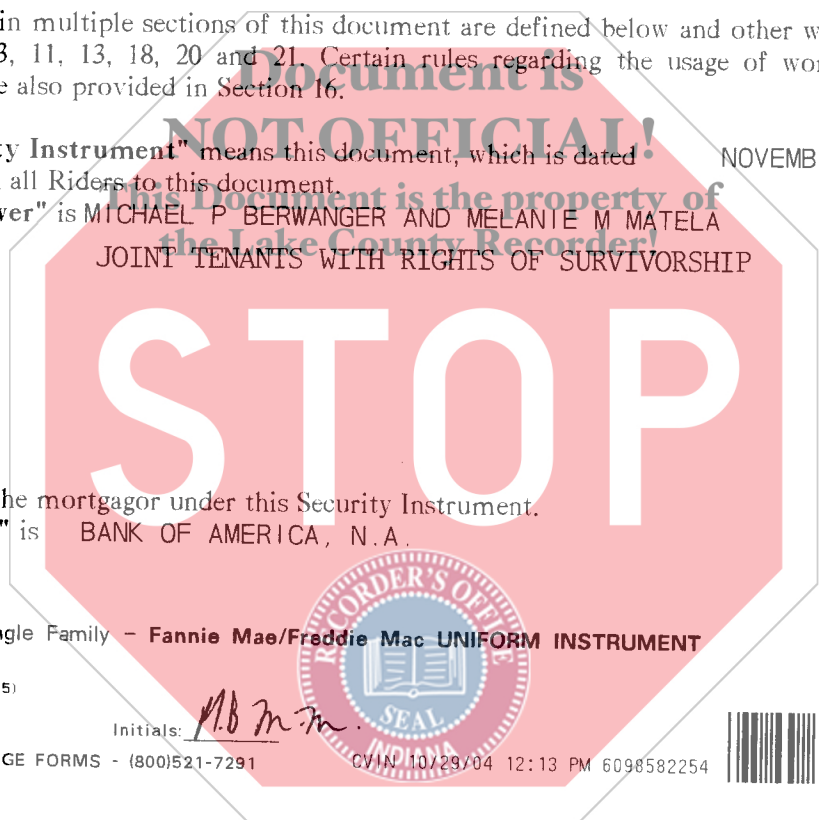 in multiple sections of this document are defined below and other w
3, 11, 13, 18, 20 and 21. Certain rules regarding the usage of wor
e also provided in Section 16.
Document is
NOT OFFICIAL!
This Document is the property of
the Lake County Recorder!
ty Instrument" means this document, which is dated NOVEMB
all Riders to this document.
ver" is MICHAEL P BERWANGER AND MELANIE M MATELA
JOINT TENANTS WITH RIGHTS OF SURVIVORSHIP
STOP
he mortgagor under this Security Instrument.
" is BANK OF AMERICA, N.A.
RECORDER'S OFFICE
SEAL
INDIANA
gle Family - Fannie Mae/Freddie Mac UNIFORM INSTRUMENT
5)
Initials: M.B M.M.
GE FORMS - (800)521-7291 CVIN 10/29/04 12:13 PM 6098582254